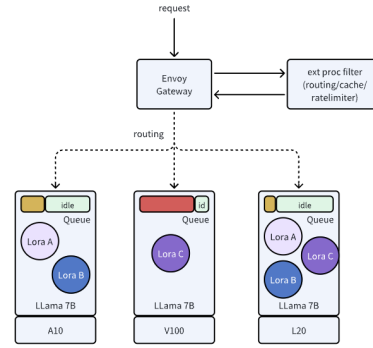 request
Envoy
Gateway
ext proc filter
(routing/cache/
ratelimiter)
routing
idle
Queue
Lora A
Lora B
LLama 7B
A10
id
Queue
Lora C
LLama 7B
V100
idle
Queue
Lora A
Lora C
Lora B
LLama 7B
L20